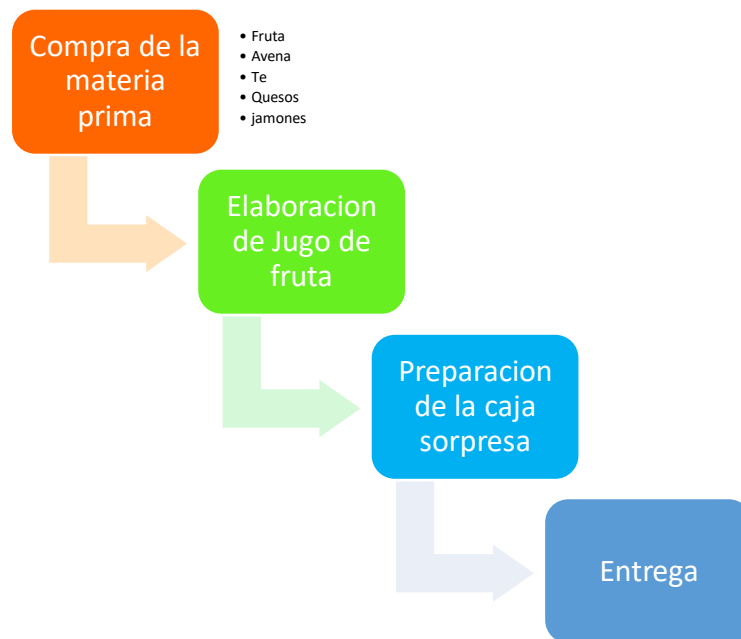 Compra de la
materia
prima
• Fruta
• Avena
• Te
• Quesos
• jamones
Elaboracion
de Jugo de
fruta
Preparacion
de la caja
sorpresa
Entrega